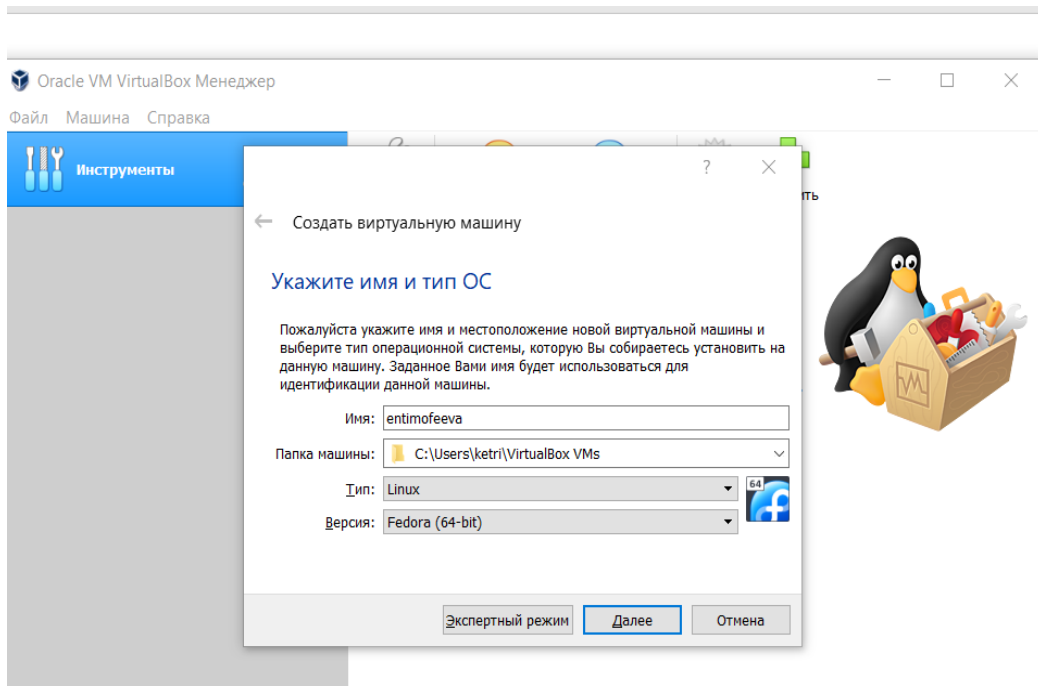 Oracle VM VirtualBox Менеджер
Файл Машина Справка
Инструменты
ить
Создать виртуальную машину
Укажите имя и тип ОС
Пожалуйста укажите имя и местоположение новой виртуальной машины и
выберите тип операционной системы, которую Вы собираетесь установить на
данную машину. Заданное Вами имя будет использоваться для
идентификации данной машины.
Имя: entimofeeva
Папка машины: C:\Users\ketri\VirtualBox VMs
Тип: Linux
64
Версия: Fedora (64-bit)
Экспертный режим Далее Отмена